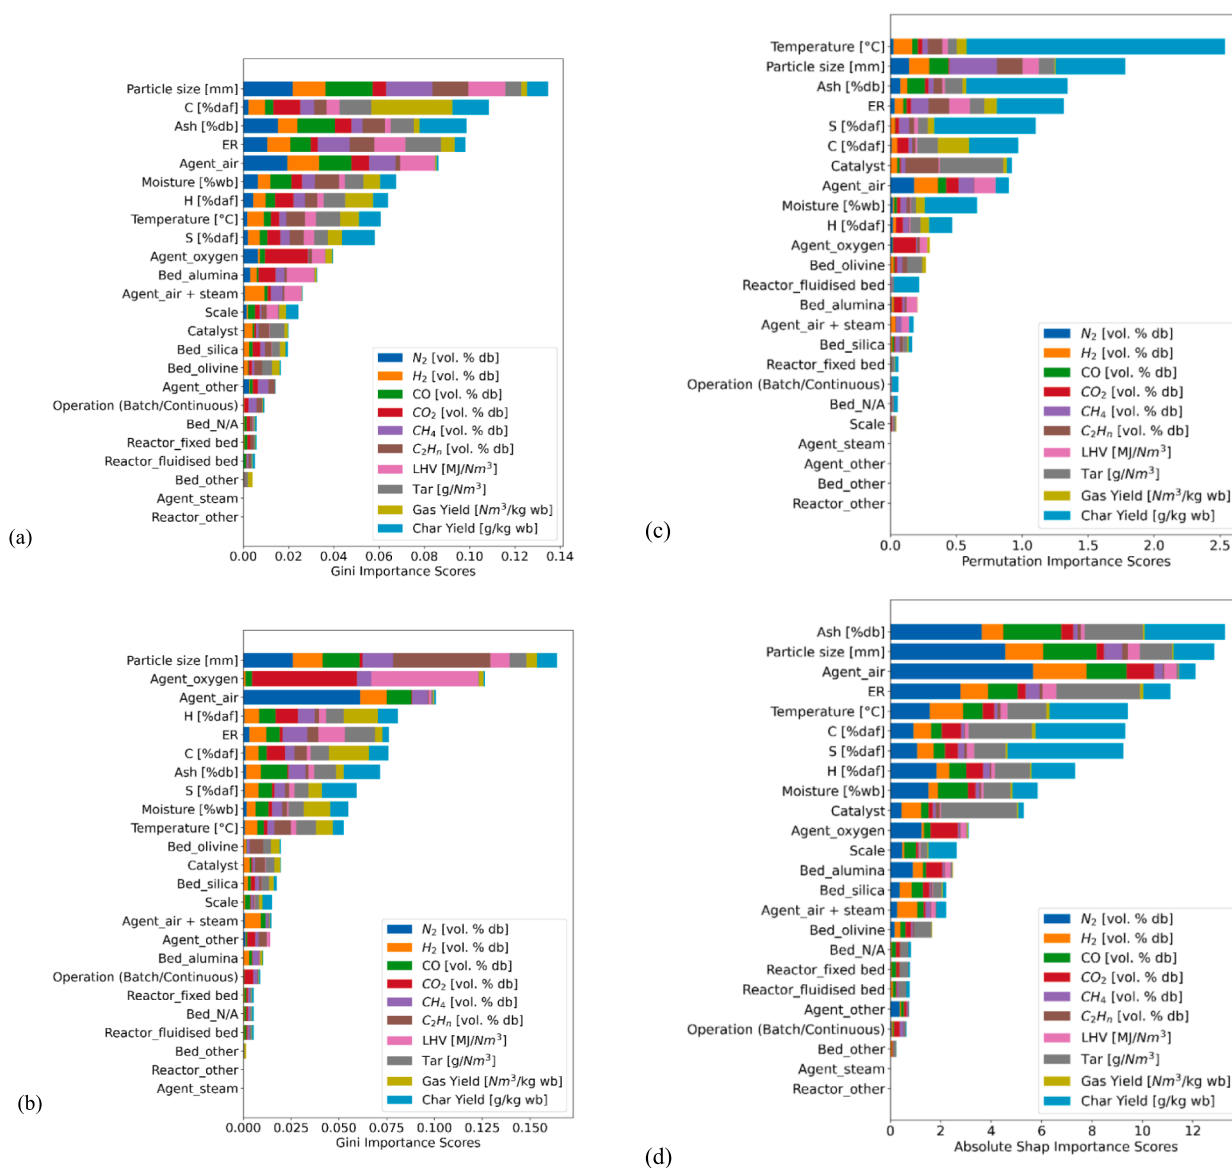 Particle size [mm]
C [%daf]
Ash [%db]
ER
Agent_air
Moisture [%wb]
H [%daf]
Temperature [°C]
S [%daf]
Agent_oxygen
Bed_alumina
Agent_air + steam
Scale
Catalyst
Bed_silica
Bed_olivine
Agent_other
Operation (Batch/Continuous)
Bed_N/A
Reactor_fixed bed
Reactor_fluidised bed
Bed_other
Agent_steam
Reactor_other
N₂ [vol. % db]
H₂ [vol. % db]
CO [vol. % db]
CO₂ [vol. % db]
CH₄ [vol. % db]
C₂Hₙ [vol. % db]
LHV [MJ/Nm³]
Tar [g/Nm³]
Gas Yield [Nm³/kg wb]
Char Yield [g/kg wb]
0.00 0.02 0.04 0.06 0.08 0.10 0.12 0.14
Gini Importance Scores
(a)
Temperature [°C]
Particle size [mm]
Ash [%db]
ER
S [%daf]
C [%daf]
Catalyst
Agent_air
Moisture [%wb]
H [%daf]
Agent_oxygen
Bed_olivine
Reactor_fluidised bed
Bed_alumina
Agent_air + steam
Bed_silica
Reactor_fixed bed
Operation (Batch/Continuous)
Bed_N/A
Scale
Agent_steam
Agent_other
Bed_other
Reactor_other
N₂ [vol. % db]
H₂ [vol. % db]
CO [vol. % db]
CO₂ [vol. % db]
CH₄ [vol. % db]
C₂Hₙ [vol. % db]
LHV [MJ/Nm³]
Tar [g/Nm³]
Gas Yield [Nm³/kg wb]
Char Yield [g/kg wb]
0.0 0.5 1.0 1.5 2.0 2.5
Permutation Importance Scores
(c)
Particle size [mm]
Agent_oxygen
Agent_air
H [%daf]
ER
C [%daf]
Ash [%db]
S [%daf]
Moisture [%wb]
Temperature [°C]
Bed_olivine
Catalyst
Bed_silica
Scale
Agent_air + steam
Agent_other
Bed_alumina
Operation (Batch/Continuous)
Reactor_fixed bed
Bed_N/A
Reactor_fluidised bed
Bed_other
Reactor_other
Agent_steam
N₂ [vol. % db]
H₂ [vol. % db]
CO [vol. % db]
CO₂ [vol. % db]
CH₄ [vol. % db]
C₂Hₙ [vol. % db]
LHV [MJ/Nm³]
Tar [g/Nm³]
Gas Yield [Nm³/kg wb]
Char Yield [g/kg wb]
0.000 0.025 0.050 0.075 0.100 0.125 0.150
Gini Importance Scores
(b)
Ash [%db]
Particle size [mm]
Agent_air
ER
Temperature [°C]
C [%daf]
S [%daf]
H [%daf]
Moisture [%wb]
Catalyst
Agent_oxygen
Scale
Bed_alumina
Bed_silica
Agent_air + steam
Bed_olivine
Bed_N/A
Reactor_fixed bed
Reactor_fluidised bed
Agent_other
Operation (Batch/Continuous)
Bed_other
Agent_steam
Reactor_other
N₂ [vol. % db]
H₂ [vol. % db]
CO [vol. % db]
CO₂ [vol. % db]
CH₄ [vol. % db]
C₂Hₙ [vol. % db]
LHV [MJ/Nm³]
Tar [g/Nm³]
Gas Yield [Nm³/kg wb]
Char Yield [g/kg wb]
0 2 4 6 8 10 12
Absolute Shap Importance Scores
(d)